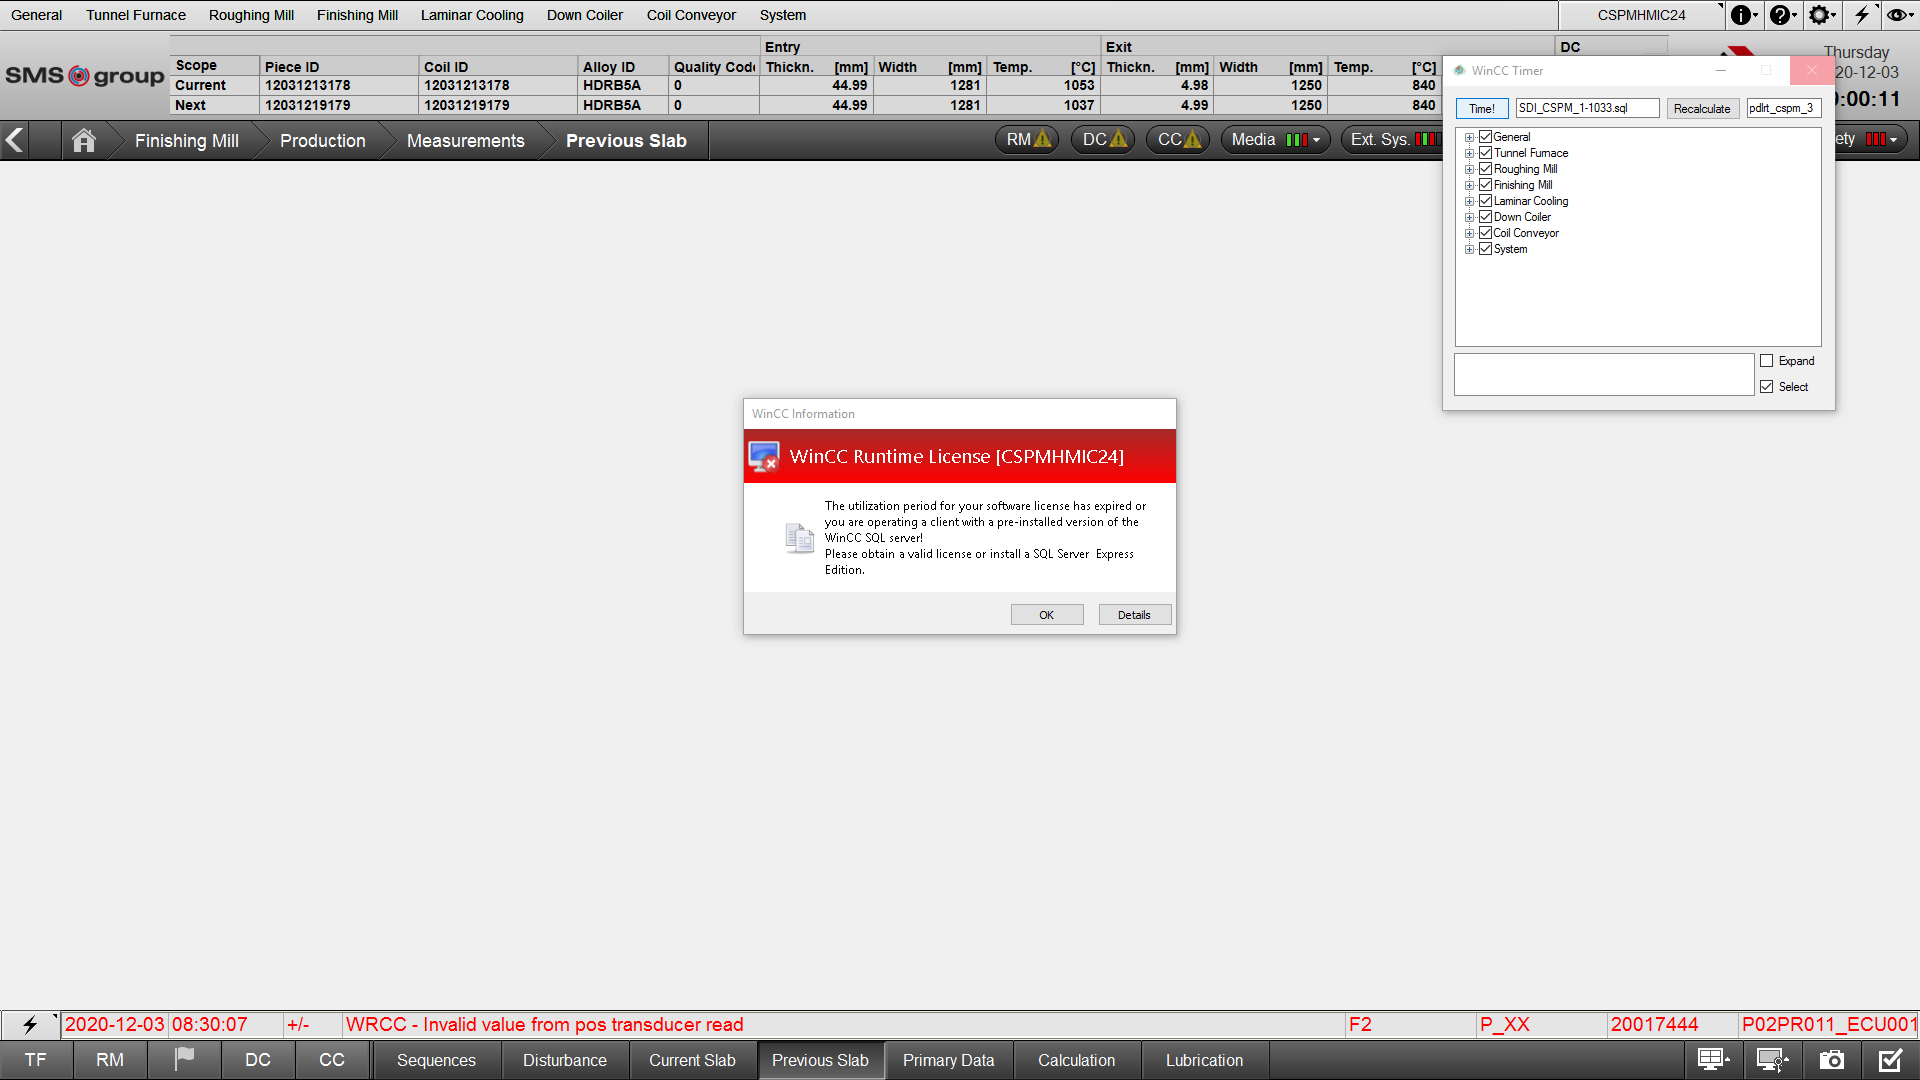 General Tunnel Furnace Roughing Mill Finishing Mill Laminar Cooling Down Coiler Coil Conveyor System CSPMHMIC24
Entry Exit DC
Scope Piece ID Coil ID Alloy ID Quality Thickn. [mm] Width [mm] Temp. [°C] Thickn. [mm] Width [mm] Temp. [°C]
Current 12031213178 12031213178 HDRB5A 0 44.99 1281 1053 4.98 1250 840
Next 12031219179 12031219179 HDRB5A 0 44.99 1281 1037 4.99 1250 840
SMS group
Thursday
20-12-03
:00:11
Finishing Mill Production Measurements Previous Slab RM DC CC Media Ext. Sys. ety
WinCC Timer
Time! SDI_CSPM_1-1033.sql Recalculate pdlrt_cspm_3
General
Tunnel Furnace
Roughing Mill
Finishing Mill
Laminar Cooling
Down Coiler
Coil Conveyor
System
Expand
Select
WinCC Information
WinCC Runtime License [CSPMHMIC24]
The utilization period for your software license has expired or
you are operating a client with a pre-installed version of the
WinCC SQL server!
Please obtain a valid license or install a SQL Server Express
Edition.
OK Details
2020-12-03 08:30:07 +/- WRCC - Invalid value from pos transducer read F2 P_XX 20017444 P02PR011_ECU001
TF RM DC CC Sequences Disturbance Current Slab Previous Slab Primary Data Calculation Lubrication